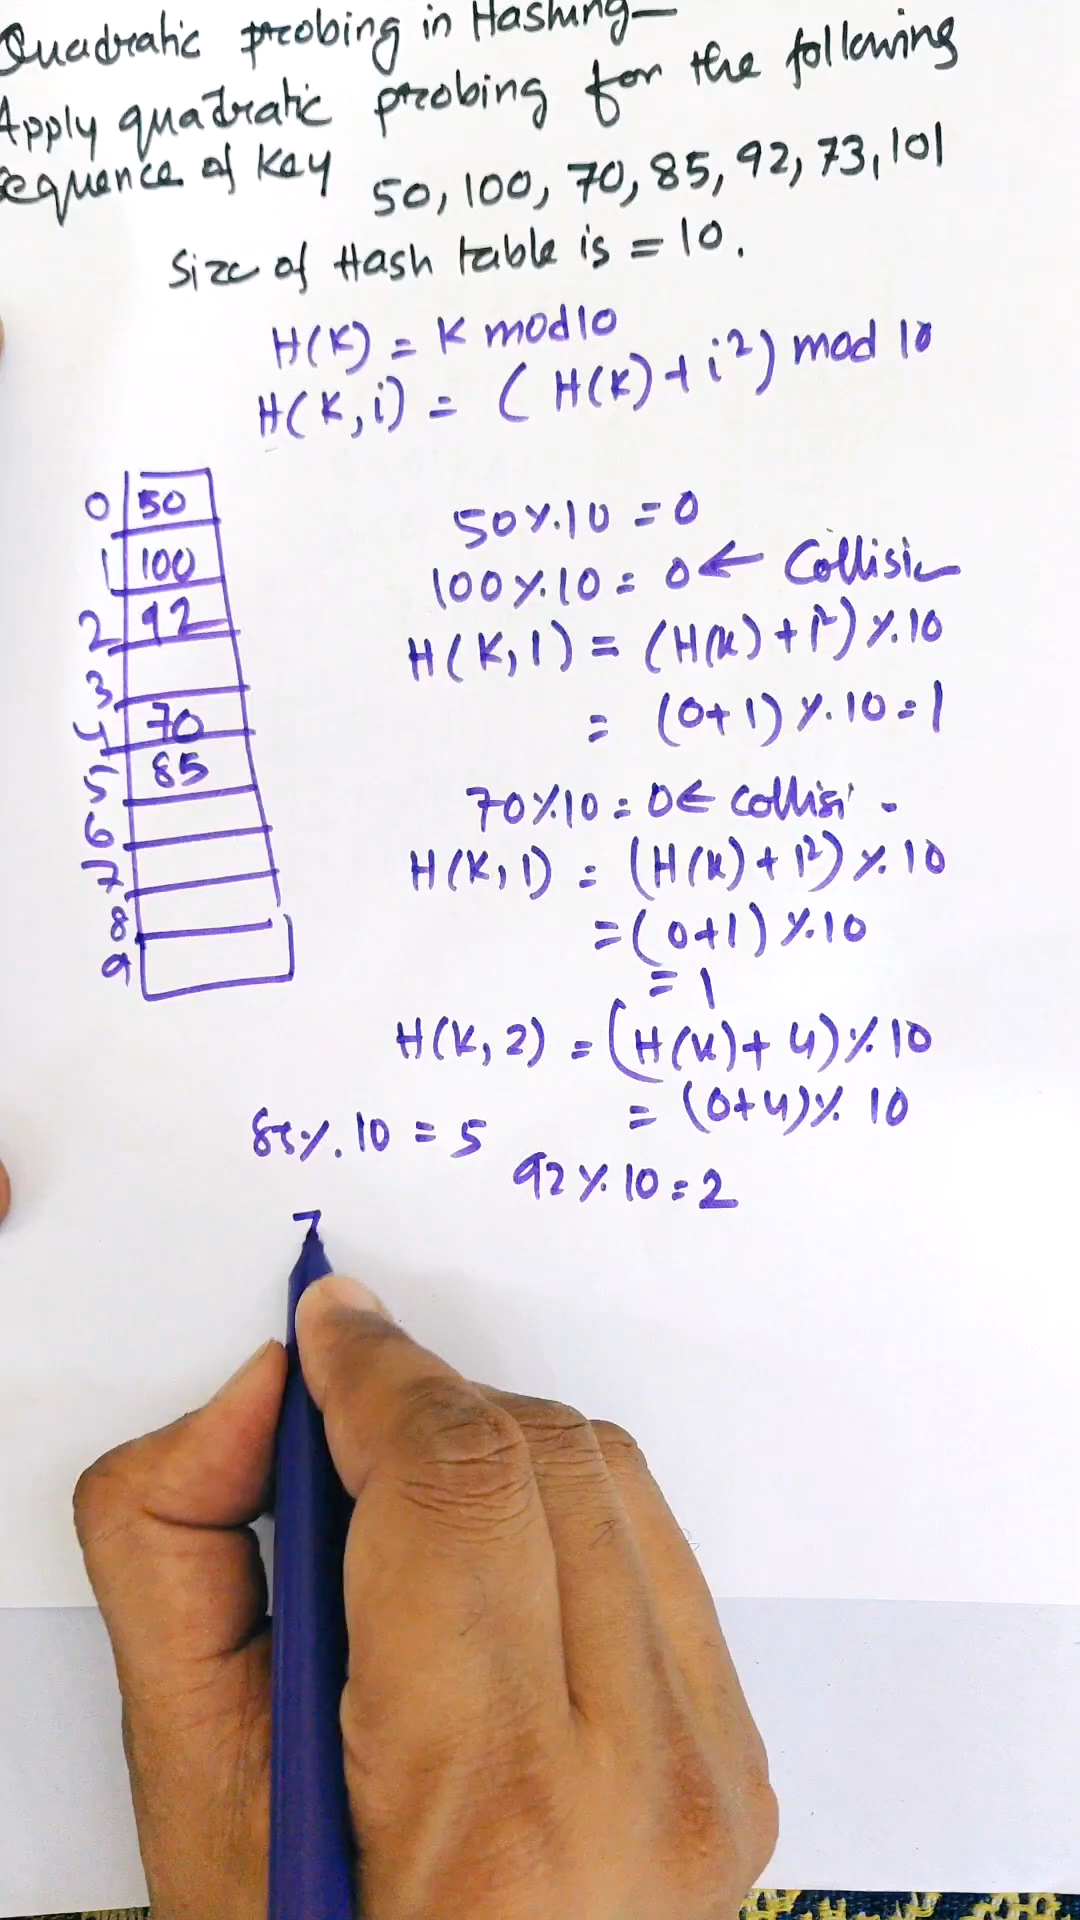 Quadratic probing in Hashing—
Apply quadratic probing for the following
sequence of Key 50, 100, 70, 85, 92, 73, 101
Size of Hash table is = 10.
H(K) = K mod 10
H(K, i) = ( H(K) + i²) mod 10
0 50
1 100
2 92
3
4 70
5 85
6
7
8
9
50 % 10 = 0
100 % 10 = 0 ← Collision
H(K, 1) = (H(K) + 1²) % 10
= (0+1) % 10 = 1
70 % 10 = 0 ← collisi
H(K, 1) = (H(K) + 1²) % 10
= (0+1) % 10
= 1
H(K, 2) = (H(K) + 4) % 10
= (0+4) % 10
85 % 10 = 5
92 % 10 = 2
7